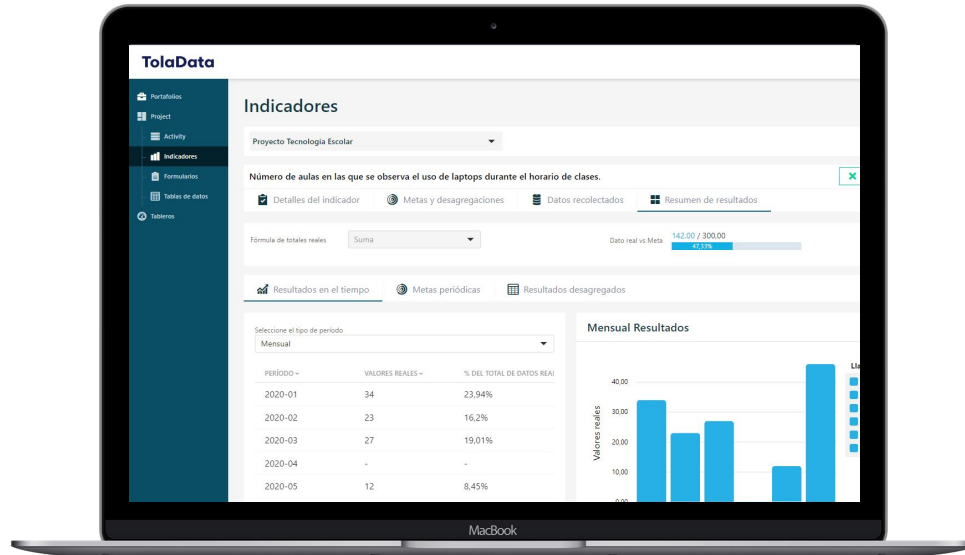 TolaData
Portafolios
Project
Activity
Indicadores
Formularios
Tablas de datos
Tableros
Indicadores
Proyecto Tecnología Escolar
Número de aulas en las que se observa el uso de laptops durante el horario de clases.
Detalles del indicador Metas y desagregaciones Datos recolectados Resumen de resultados
Fórmula de totales reales Suma Dato real vs Meta 142.00 / 300,00
47,33%
Resultados en el tiempo Metas periódicas Resultados desagregados
Seleccione el tipo de período
Mensual
PERÍODO VALORES REALES % DEL TOTAL DE DATOS REAL
2020-01 34 23,94%
2020-02 23 16,2%
2020-03 27 19,01%
2020-04 - -
2020-05 12 8,45%
Mensual Resultados
Valores reales
40,00
30,00
20,00
10,00
0,00
MacBook